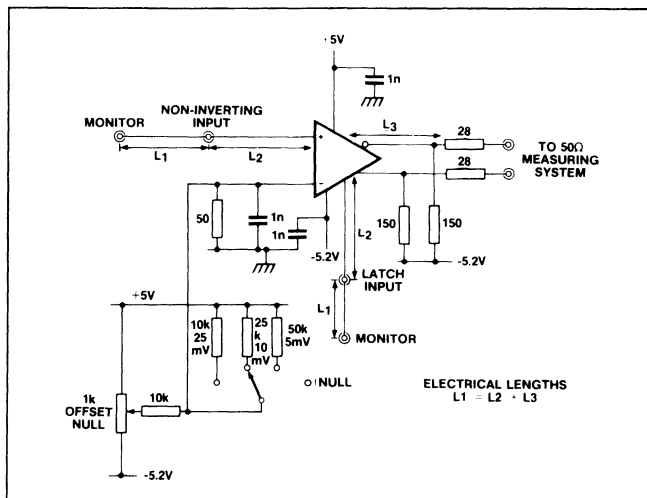 +5V
1n
NON-INVERTING
INPUT
MONITOR
L3
28
TO 50Ω
MEASURING
SYSTEM
L1
L2
+
−
28
50
1n
1n
150
150
L2
-5.2V
-5.2V
LATCH
INPUT
L1
+5V
10k
25
mV
25
k
10
mV
50k
5mV
MONITOR
NULL
1k
OFFSET
NULL
10k
ELECTRICAL LENGTHS
L1 = L2 + L3
-5.2V